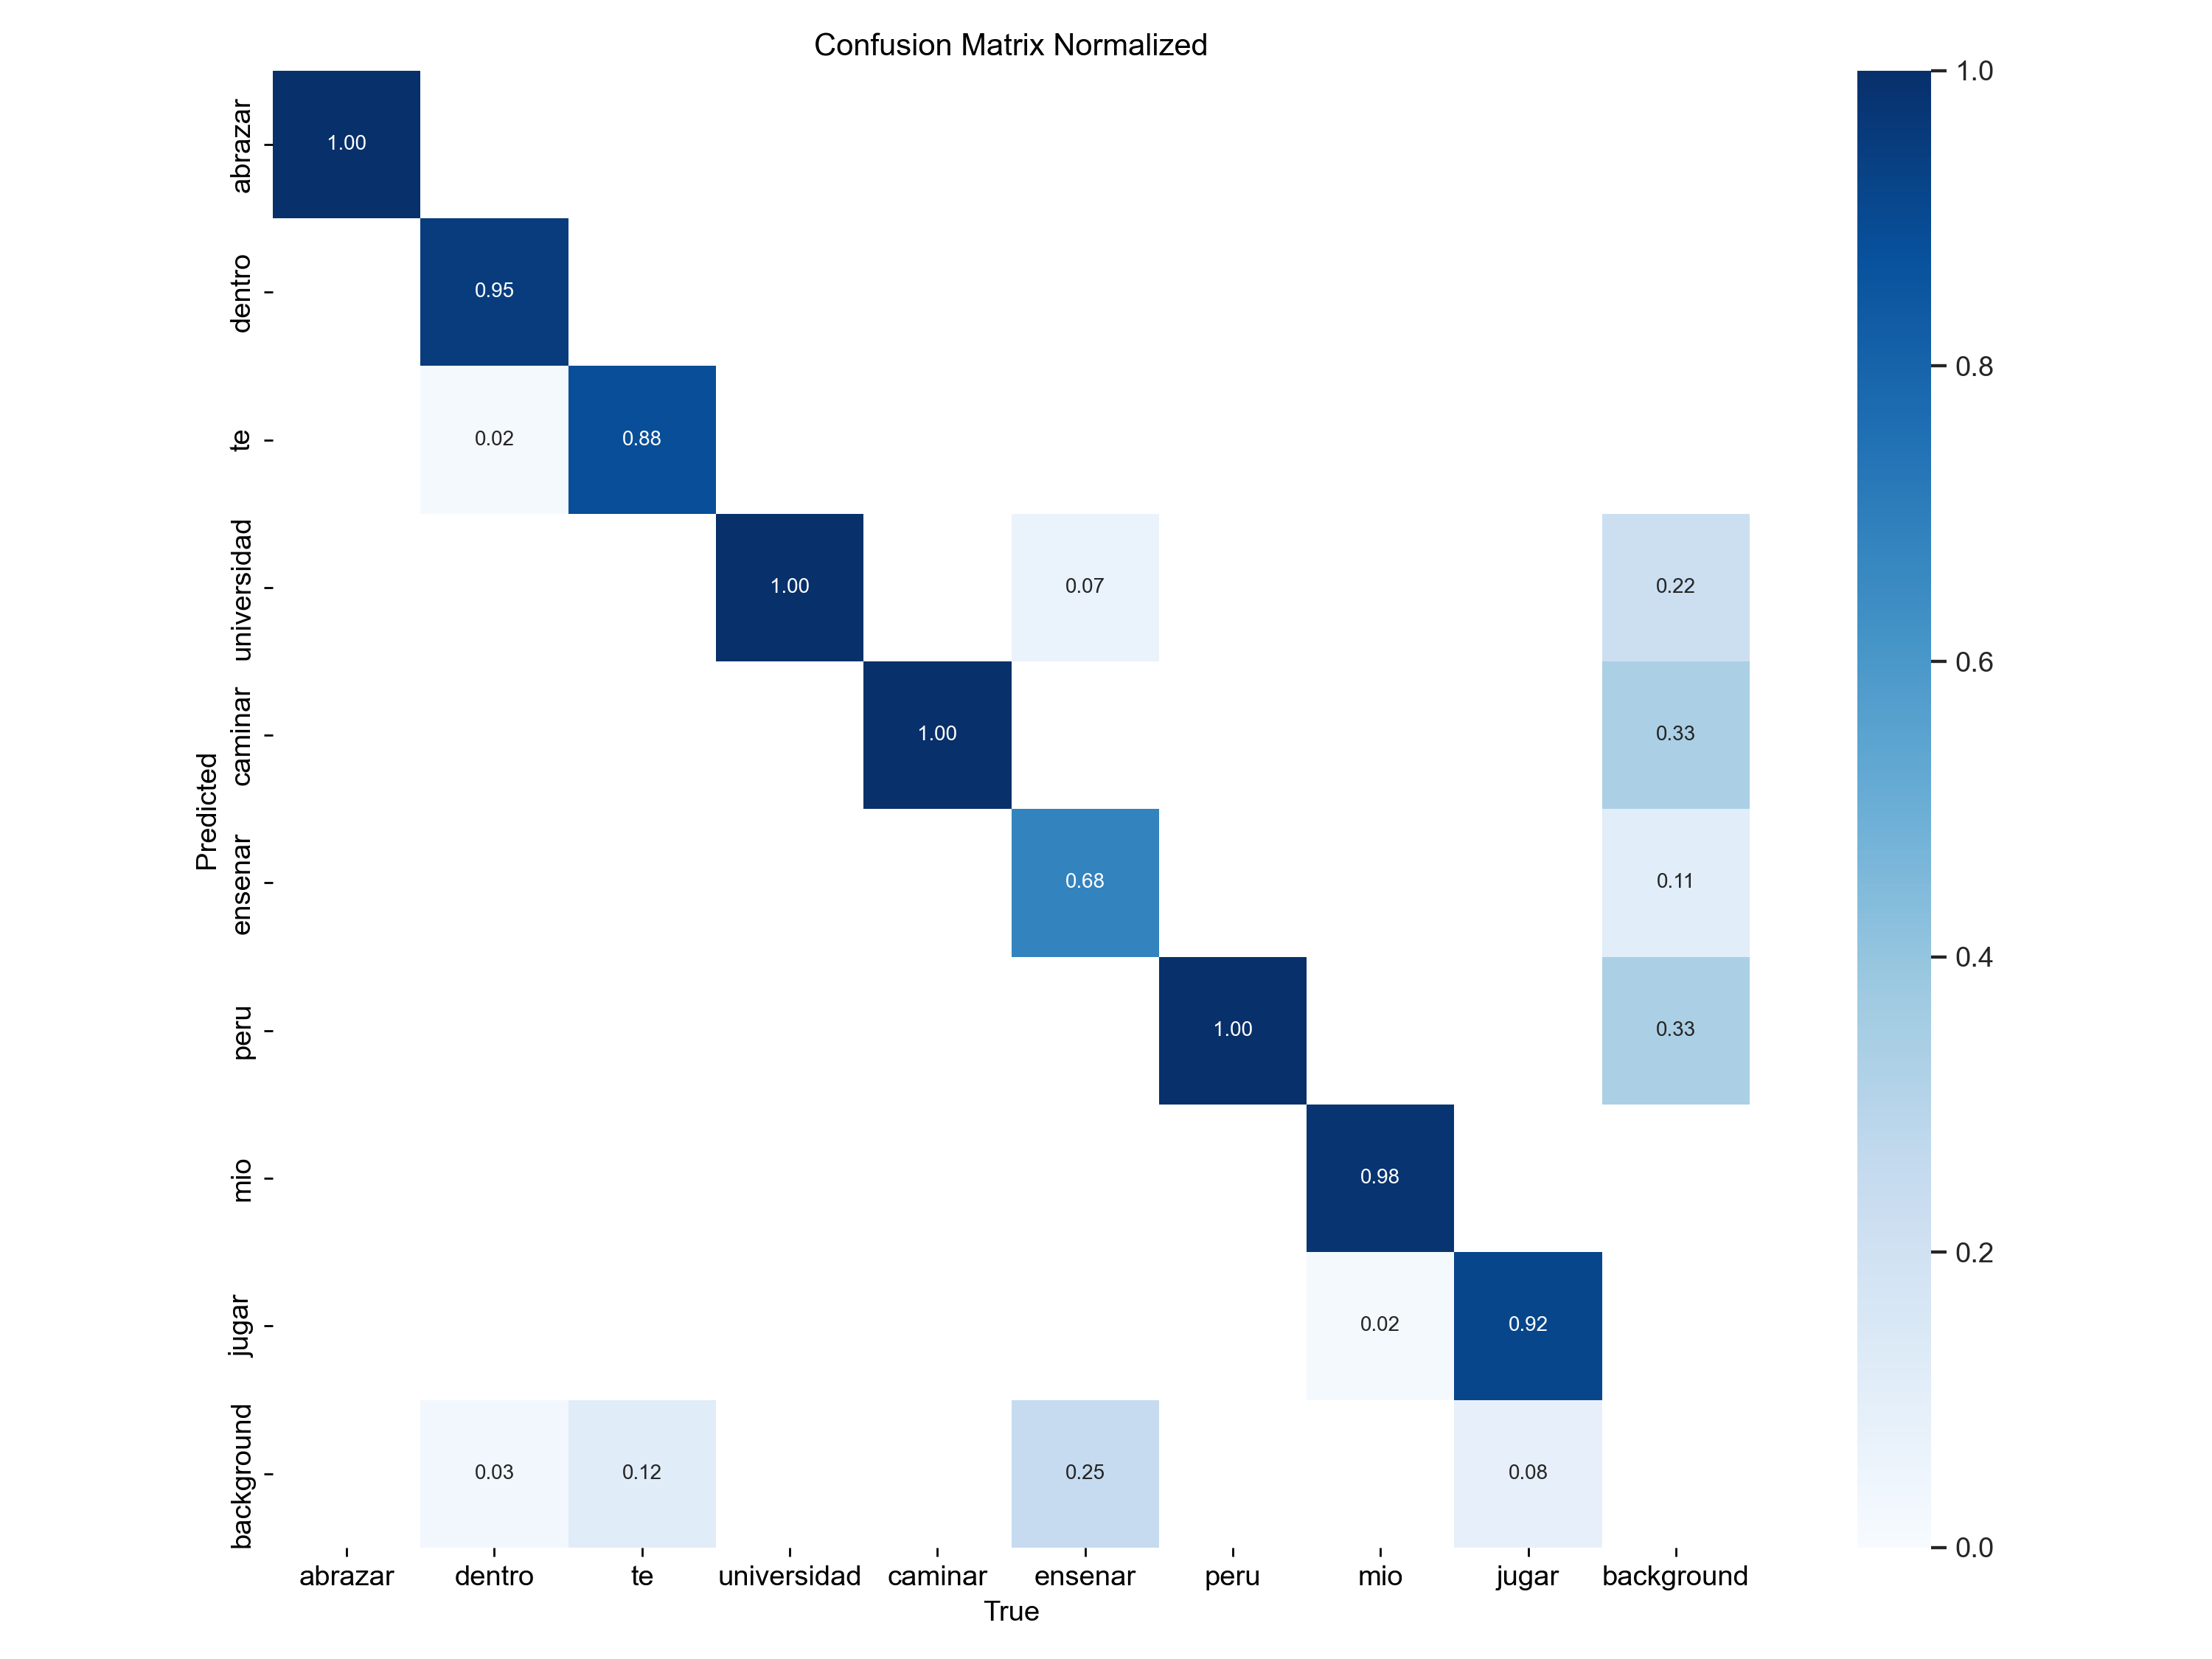 Confusion Matrix Normalized
abrazar 1.00
dentro 0.95
te 0.02 0.88
universidad 1.00 0.07 0.22
caminar 1.00 0.33
ensenar 0.68 0.11
peru 1.00 0.33
mio 0.98
jugar 0.02 0.92
background 0.03 0.12 0.25 0.08
Predicted
abrazar dentro te universidad caminar ensenar peru mio jugar background
True
1.0
0.8
0.6
0.4
0.2
0.0